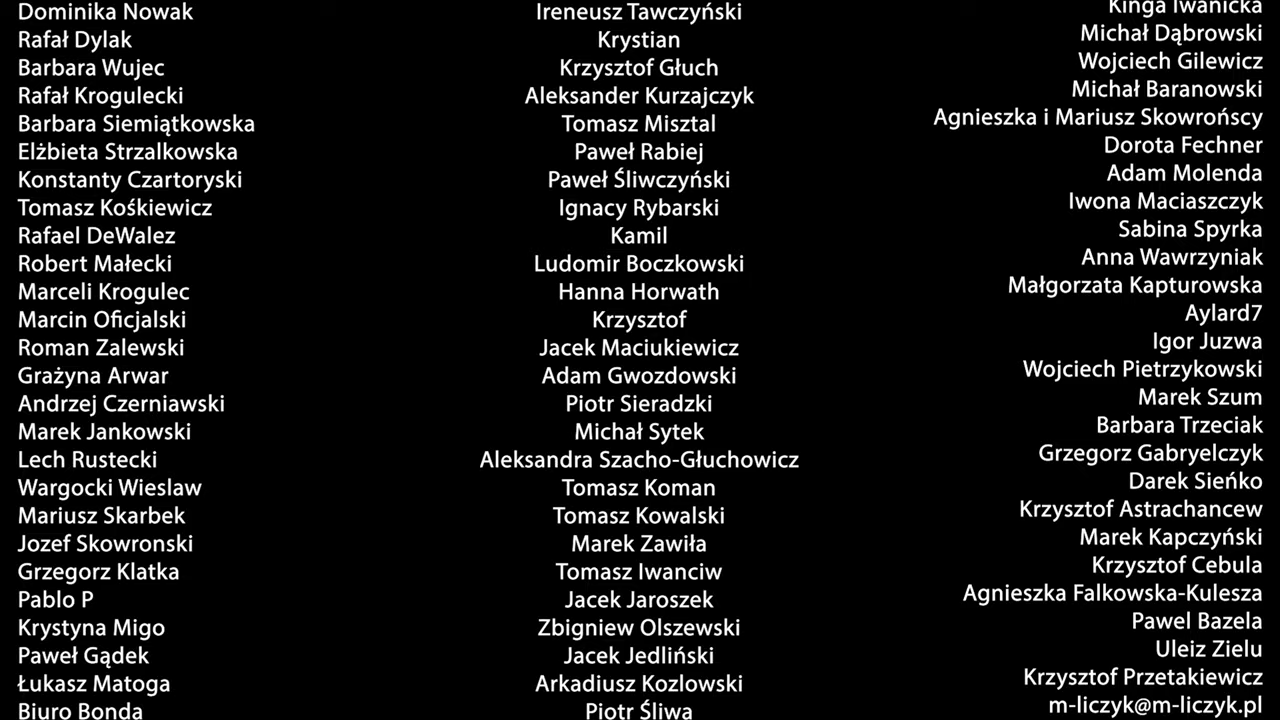 Dominika Nowak
Rafał Dylak
Barbara Wujec
Rafał Krogulecki
Barbara Siemiątkowska
Elżbieta Strzalkowska
Konstanty Czartoryski
Tomasz Kośkiewicz
Rafael DeWalez
Robert Małecki
Marceli Krogulec
Marcin Oficjalski
Roman Zalewski
Grażyna Arwar
Andrzej Czerniawski
Marek Jankowski
Lech Rustecki
Wargocki Wieslaw
Mariusz Skarbek
Jozef Skowronski
Grzegorz Klatka
Pablo P
Krystyna Migo
Paweł Gądek
Łukasz Matoga
Biuro Bonda
Ireneusz Tawczyński
Krystian
Krzysztof Głuch
Aleksander Kurzajczyk
Tomasz Misztal
Paweł Rabiej
Paweł Śliwczyński
Ignacy Rybarski
Kamil
Ludomir Boczkowski
Hanna Horwath
Krzysztof
Jacek Maciukiewicz
Adam Gwozdowski
Piotr Sieradzki
Michał Sytek
Aleksandra Szacho-Głuchowicz
Tomasz Koman
Tomasz Kowalski
Marek Zawiła
Tomasz Iwanciw
Jacek Jaroszek
Zbigniew Olszewski
Jacek Jedliński
Arkadiusz Kozlowski
Piotr Śliwa
Kinga Iwanicka
Michał Dąbrowski
Wojciech Gilewicz
Michał Baranowski
Agnieszka i Mariusz Skowrońscy
Dorota Fechner
Adam Molenda
Iwona Maciaszczyk
Sabina Spyrka
Anna Wawrzyniak
Małgorzata Kapturowska
Aylard7
Igor Juzwa
Wojciech Pietrzykowski
Marek Szum
Barbara Trzeciak
Grzegorz Gabryelczyk
Darek Sieńko
Krzysztof Astrachancew
Marek Kapczyński
Krzysztof Cebula
Agnieszka Falkowska-Kulesza
Pawel Bazela
Uleiz Zielu
Krzysztof Przetakiewicz
m-liczyk@m-liczyk.pl